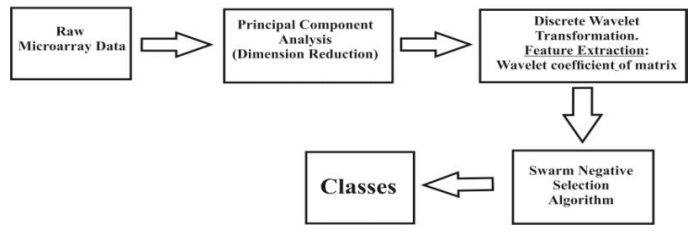 Raw
Microarray Data
Principal Component
Analysis
(Dimension Reduction)
Discrete Wavelet
Transformation.
Feature Extraction:
Wavelet coefficient of matrix
Swarm Negative
Selection
Algorithm
Classes